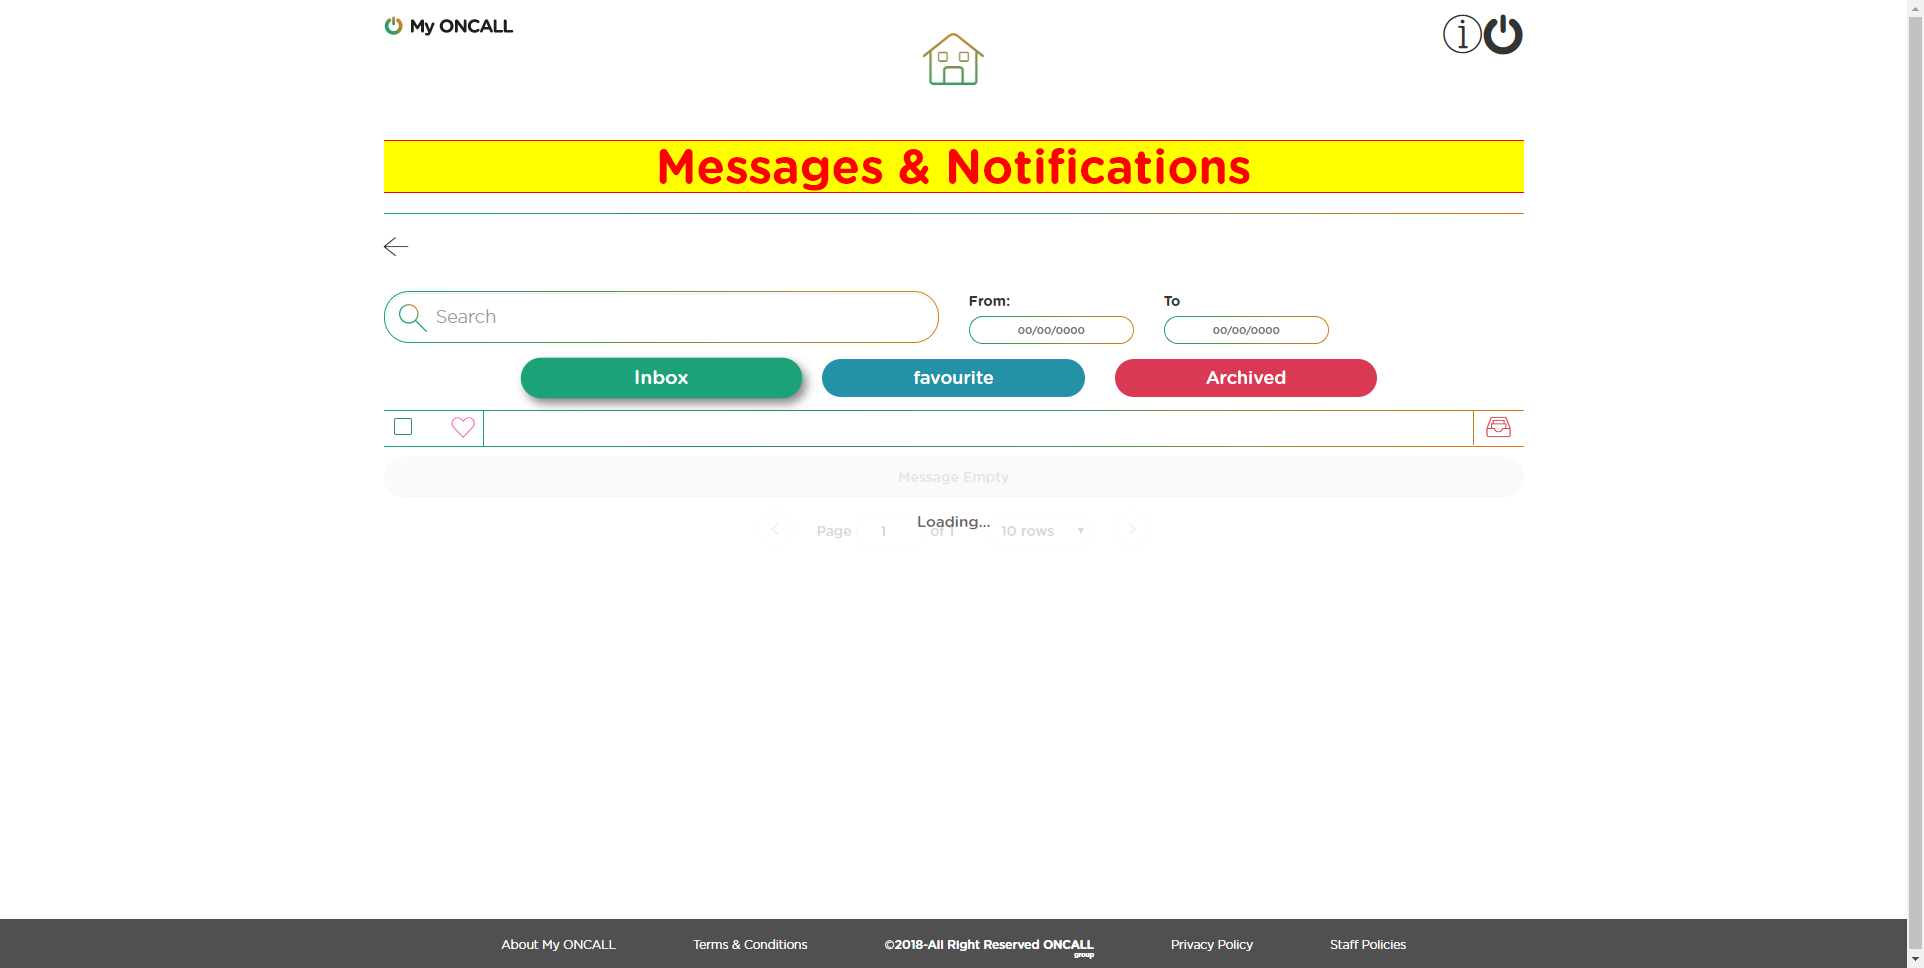 My ONCALL
Messages & Notifications
Search
From:
00/00/0000
To
00/00/0000
Inbox
favourite
Archived
Message Empty
Loading...
Page 1 of 1 10 rows
About My ONCALL
Terms & Conditions
©2018-All Right Reserved ONCALL
group
Privacy Policy
Staff Policies